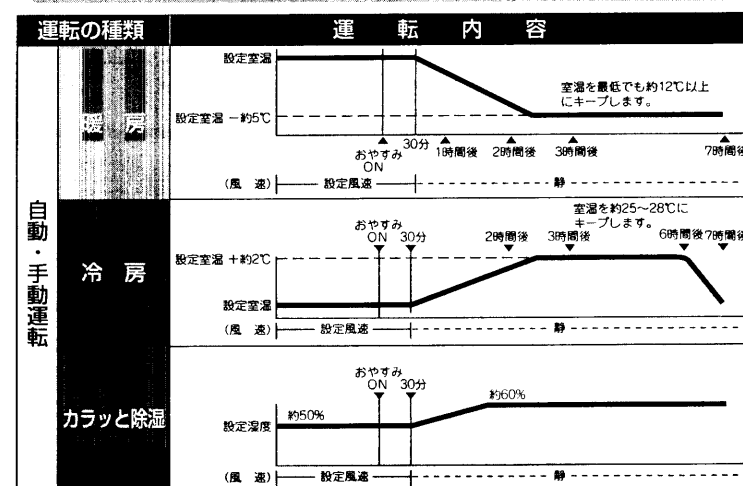 運転の種類
運転内容
自動・手動運転
暖房
設定室温
設定室温 −約5℃
室温を最低でも約12℃以上
にキープします。
おやすみ
ON
30分
1時間後
2時間後
3時間後
7時間後
(風 速)
設定風速
静
冷房
室温を約25〜28℃に
キープします。
おやすみ
ON
30分
2時間後
3時間後
6時間後
7時間後
設定室温 +約2℃
設定室温
(風 速)
設定風速
静
カラッと除湿
おやすみ
ON
30分
約50%
約60%
設定湿度
(風 速)
設定風速
静